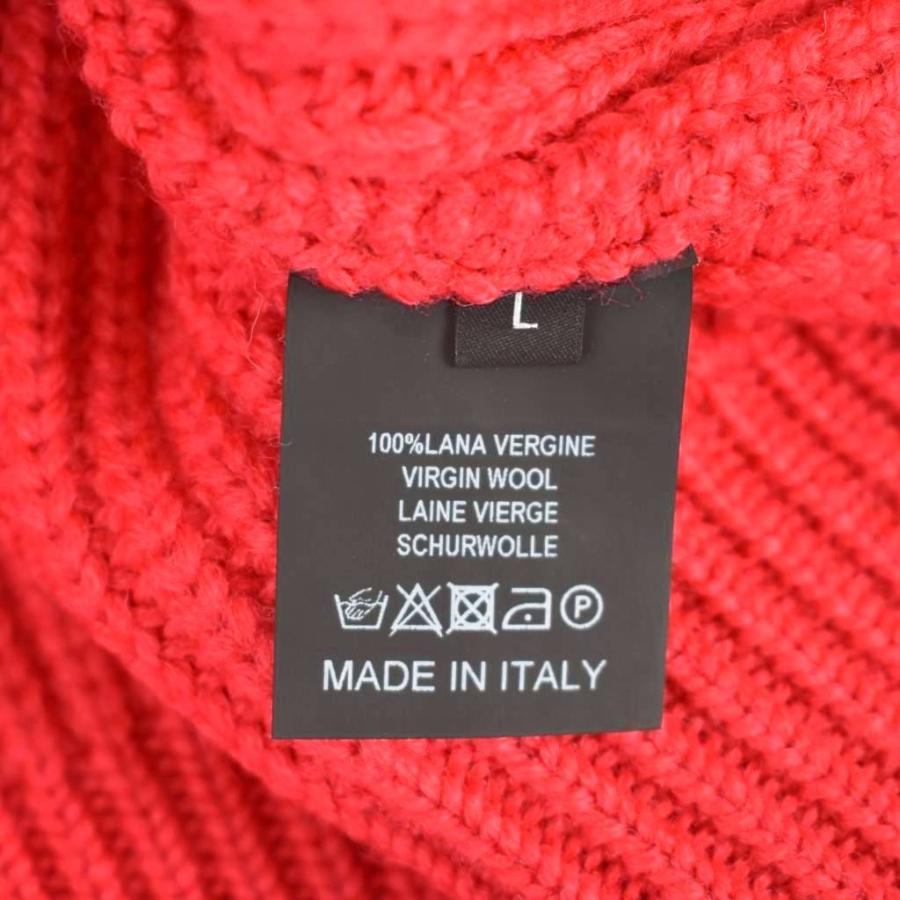 L
100%LANA VERGINE
VIRGIN WOOL
LAINE VIERGE
SCHURWOLLE
P
MADE IN ITALY